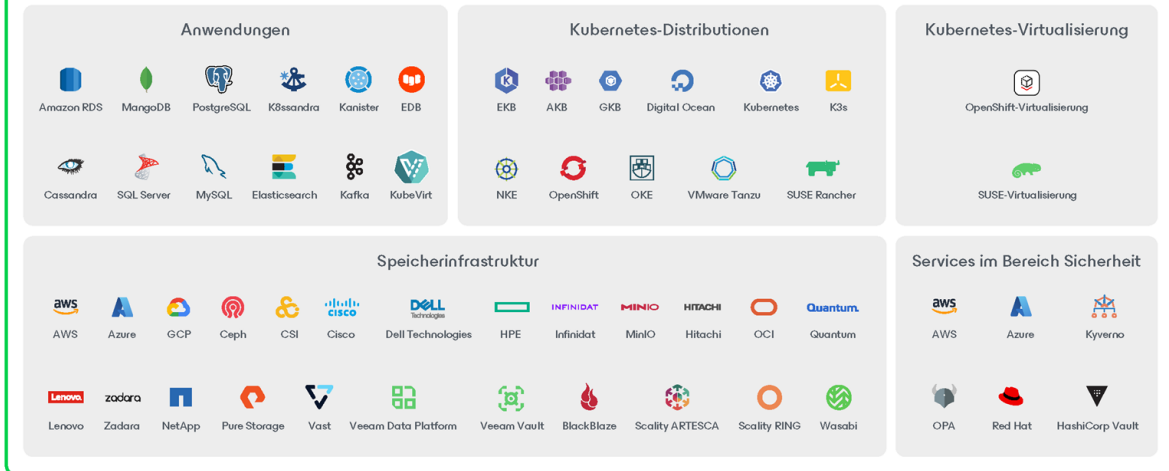 Anwendungen
Amazon RDS MangoDB PostgreSQL K8ssandra Kanister EDB
Cassandra SQL Server MySQL Elasticsearch Kafka KubeVirt
Kubernetes-Distributionen
EKB AKB GKB Digital Ocean Kubernetes K3s
NKE OpenShift OKE VMware Tanzu SUSE Rancher
Kubernetes-Virtualisierung
OpenShift-Virtualisierung
SUSE-Virtualisierung
Speicherinfrastruktur
aws CISCO DELL Technologies INFINIDAT MINIO HITACHI Quantum.
AWS Azure GCP Ceph CSI Cisco Dell Technologies HPE Infinidat MinIO Hitachi OCI Quantum
Lenovo zadara
Lenovo Zadara NetApp Pure Storage Vast Veeam Data Platform Veeam Vault BlackBlaze Scality ARTESCA Scality RING Wasabi
Services im Bereich Sicherheit
aws
AWS Azure Kyverno
OPA Red Hat HashiCorp Vault